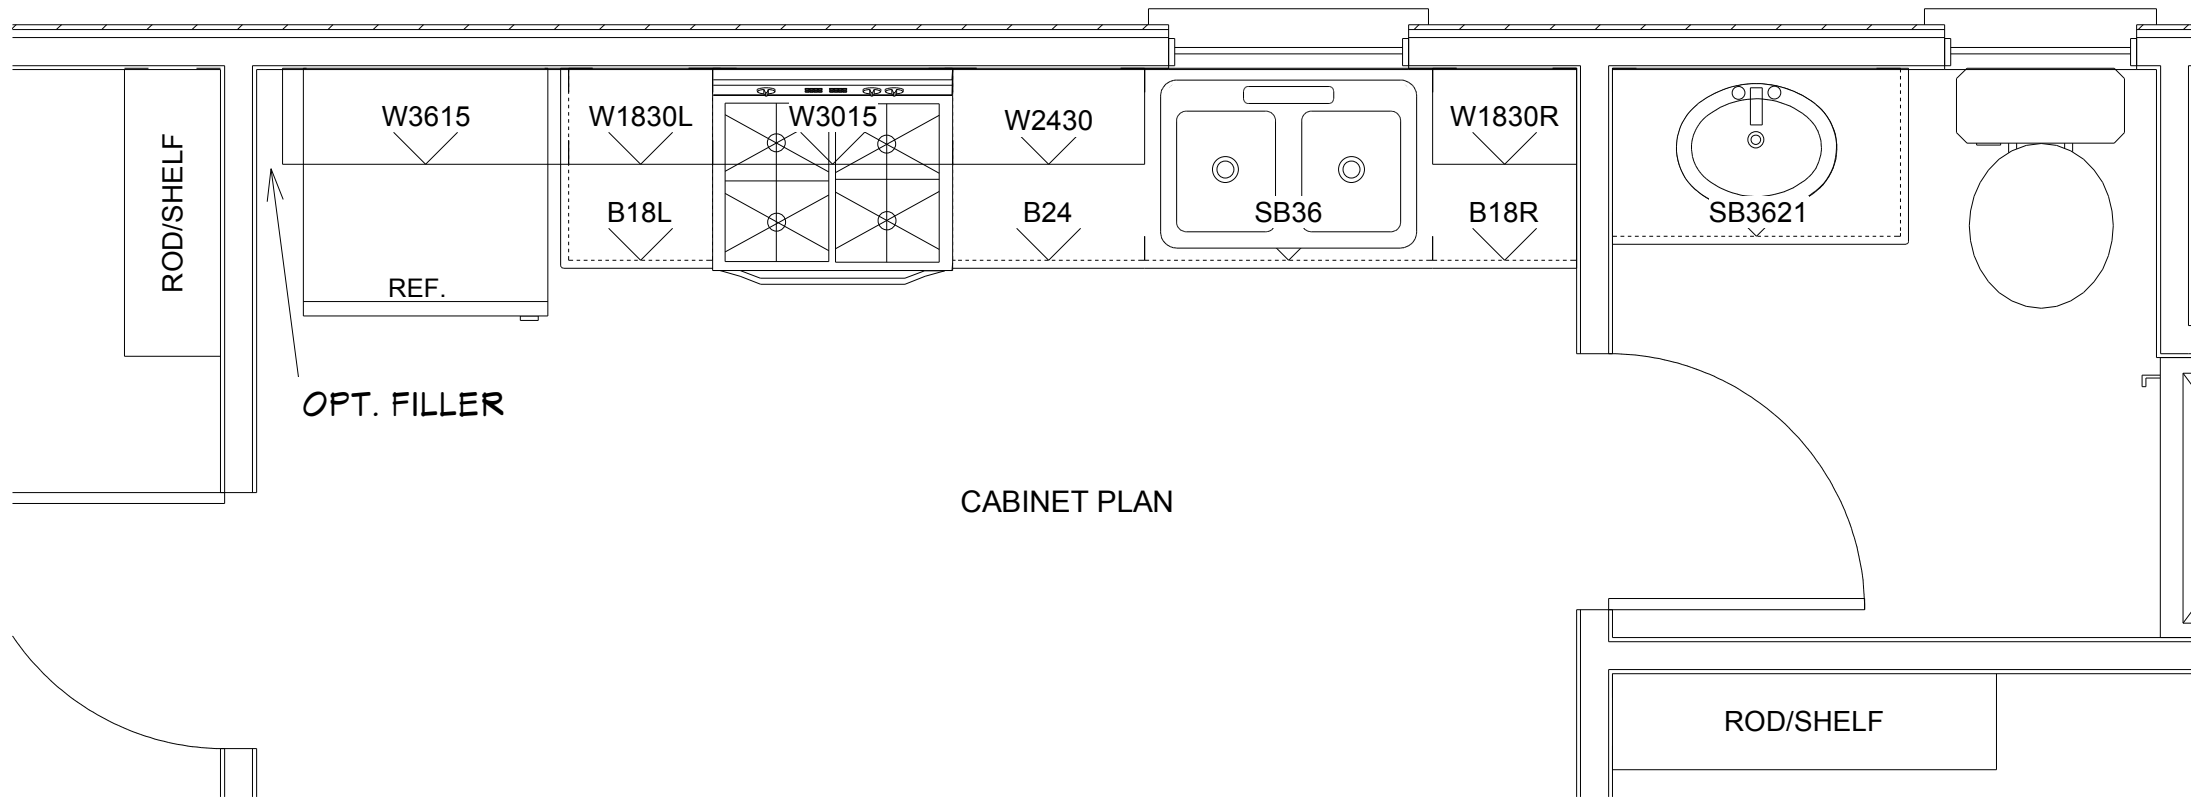 W3615
W1830L
W3015
W2430
W1830R
ROD/SHELF
B18L
B24
SB36
B18R
SB3621
REF.
OPT. FILLER
CABINET PLAN
ROD/SHELF